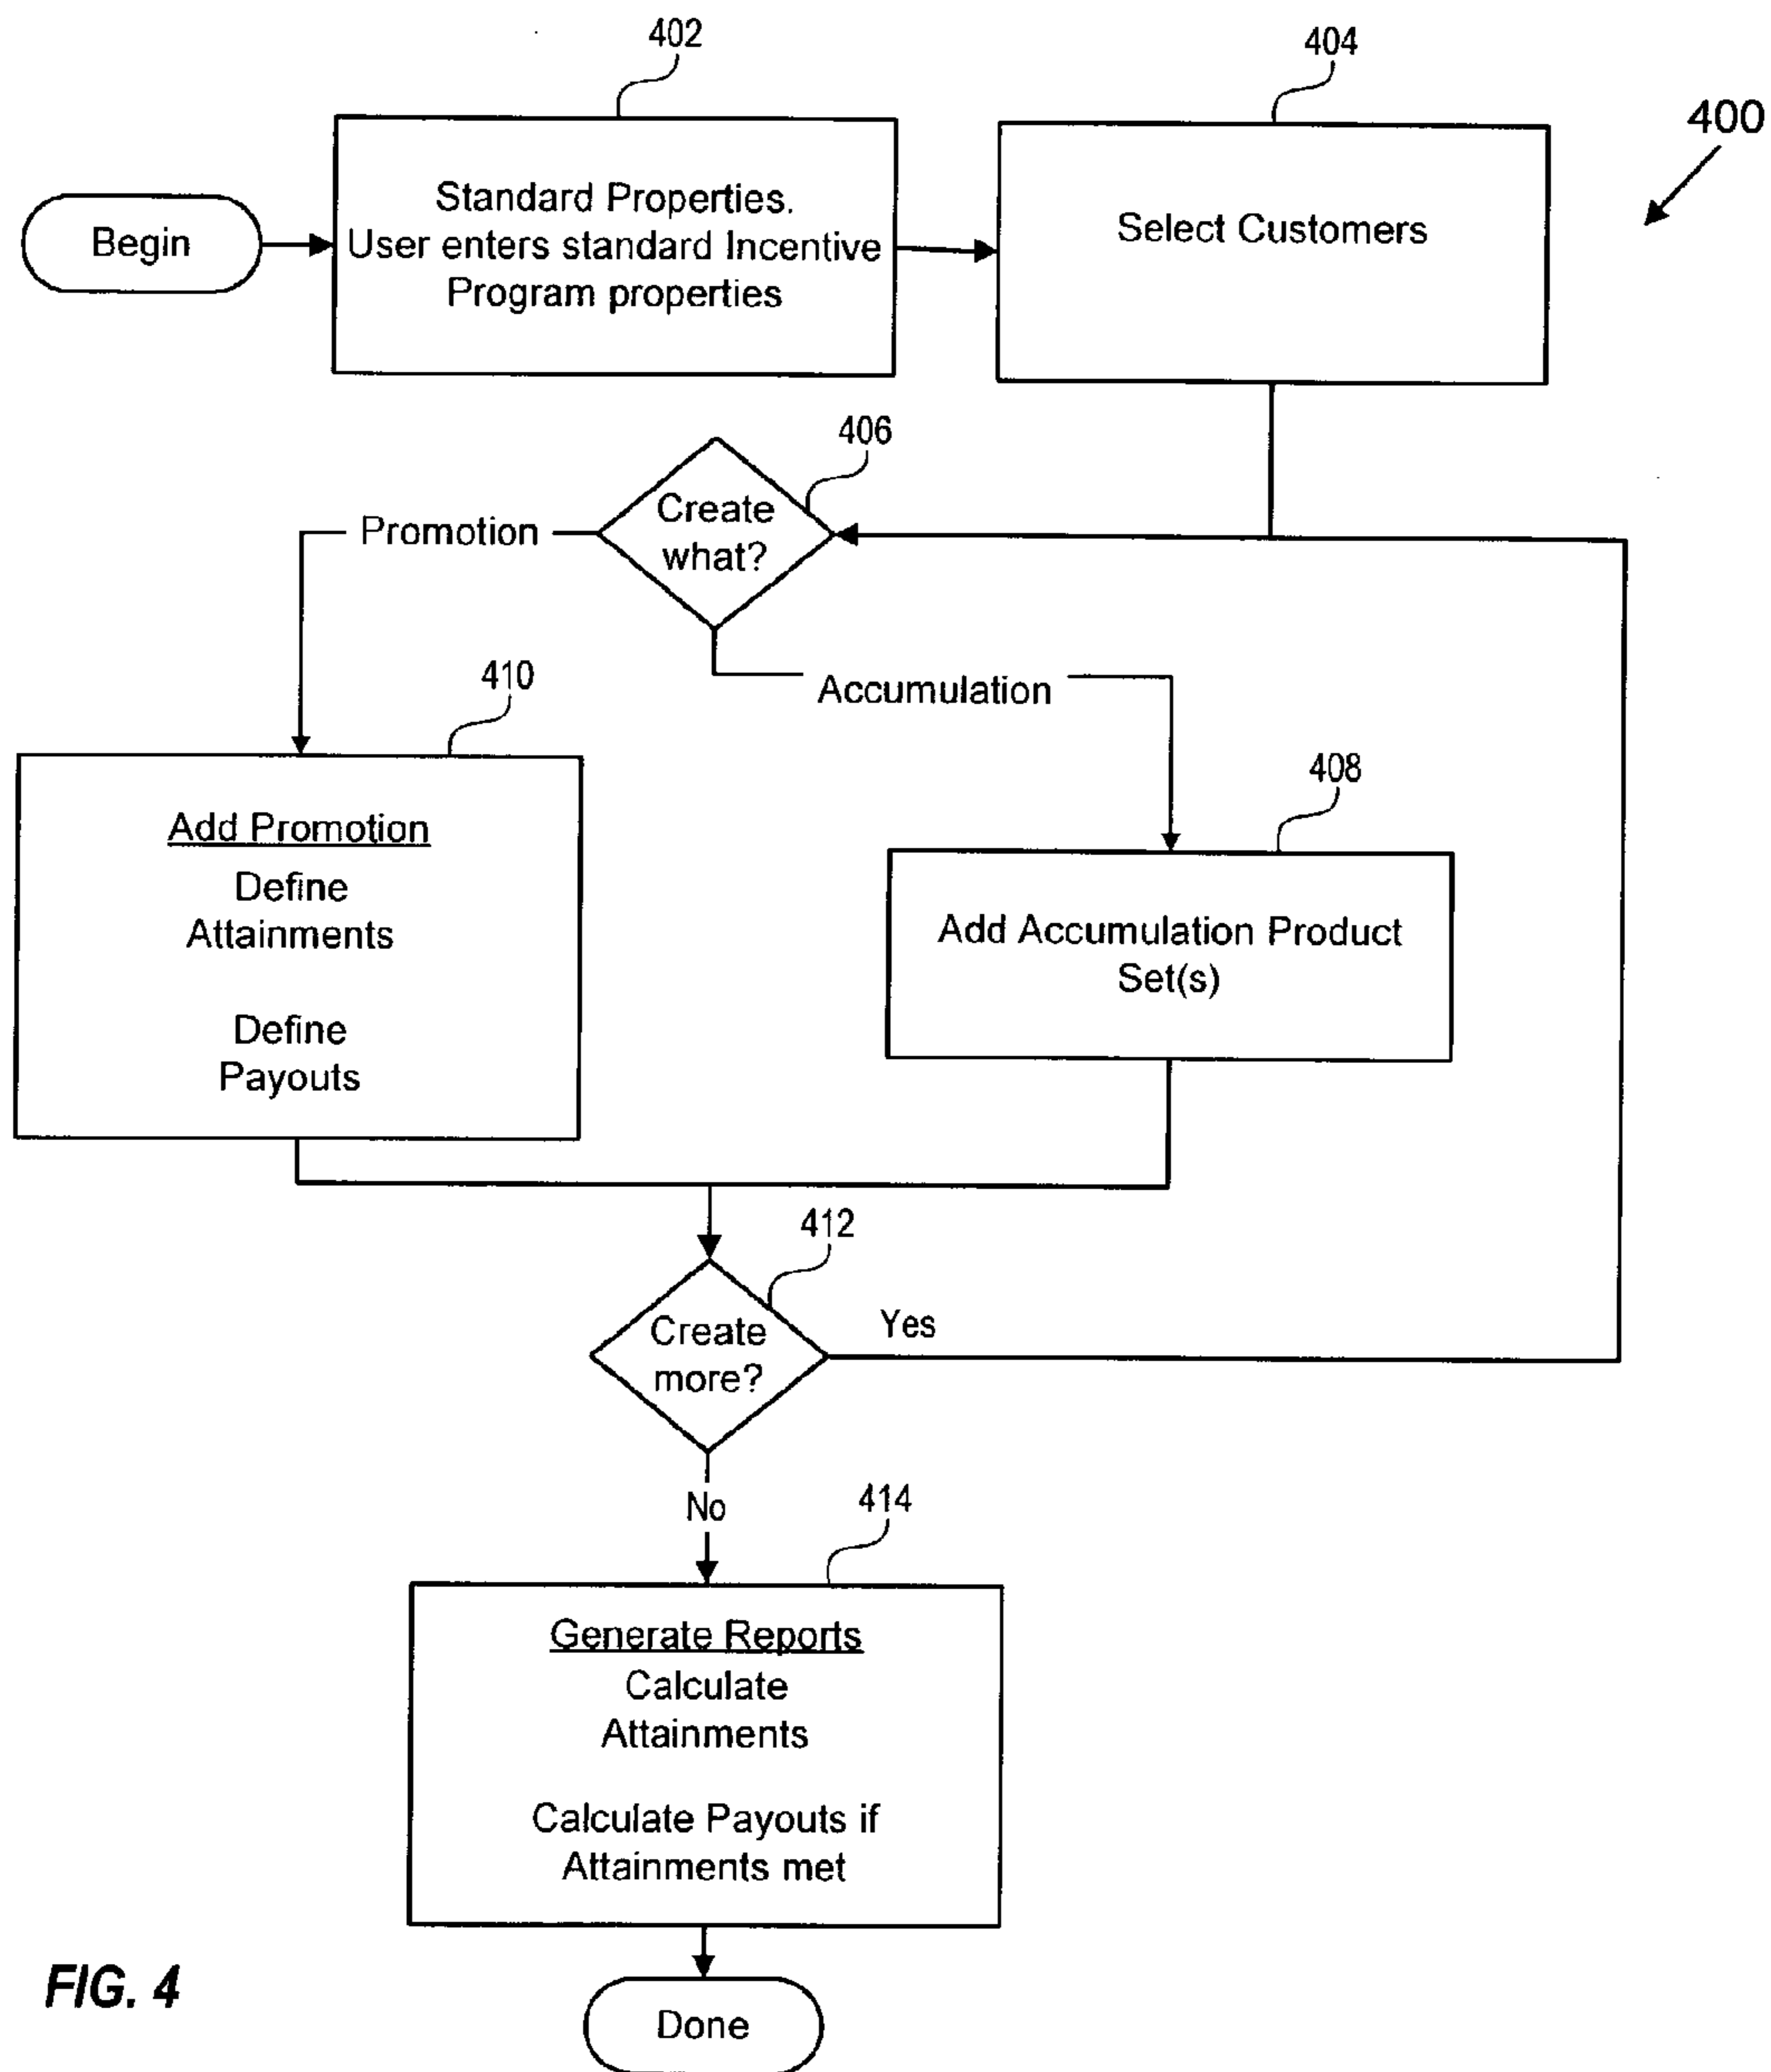 402
404
400
Begin
Standard Properties.
User enters standard Incentive
Program properties
Select Customers
406
Create
what?
Promotion
Accumulation
410
Add Promotion
Define
Attainments
Define
Payouts
408
Add Accumulation Product
Set(s)
412
Create
more?
Yes
No
414
Generate Reports
Calculate
Attainments
Calculate Payouts if
Attainments met
Done
FIG. 4